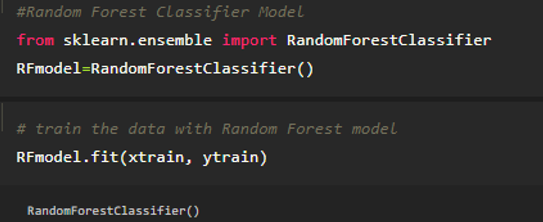 #Random Forest Classifier Model
from sklearn.ensemble import RandomForestClassifier
RFmodel=RandomForestClassifier()
# train the data with Random Forest model
RFmodel.fit(xtrain, ytrain)
RandomForestClassifier()